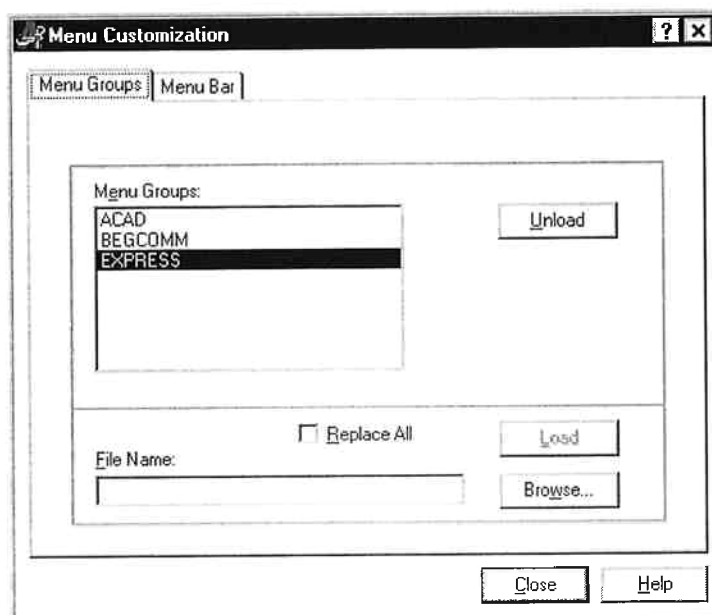 Menu Customization
Menu Groups Menu Bar
Menu Groups:
ACAD
BEGCOMM
EXPRESS
Unload
Replace All
Load
File Name:
Browse...
Close Help